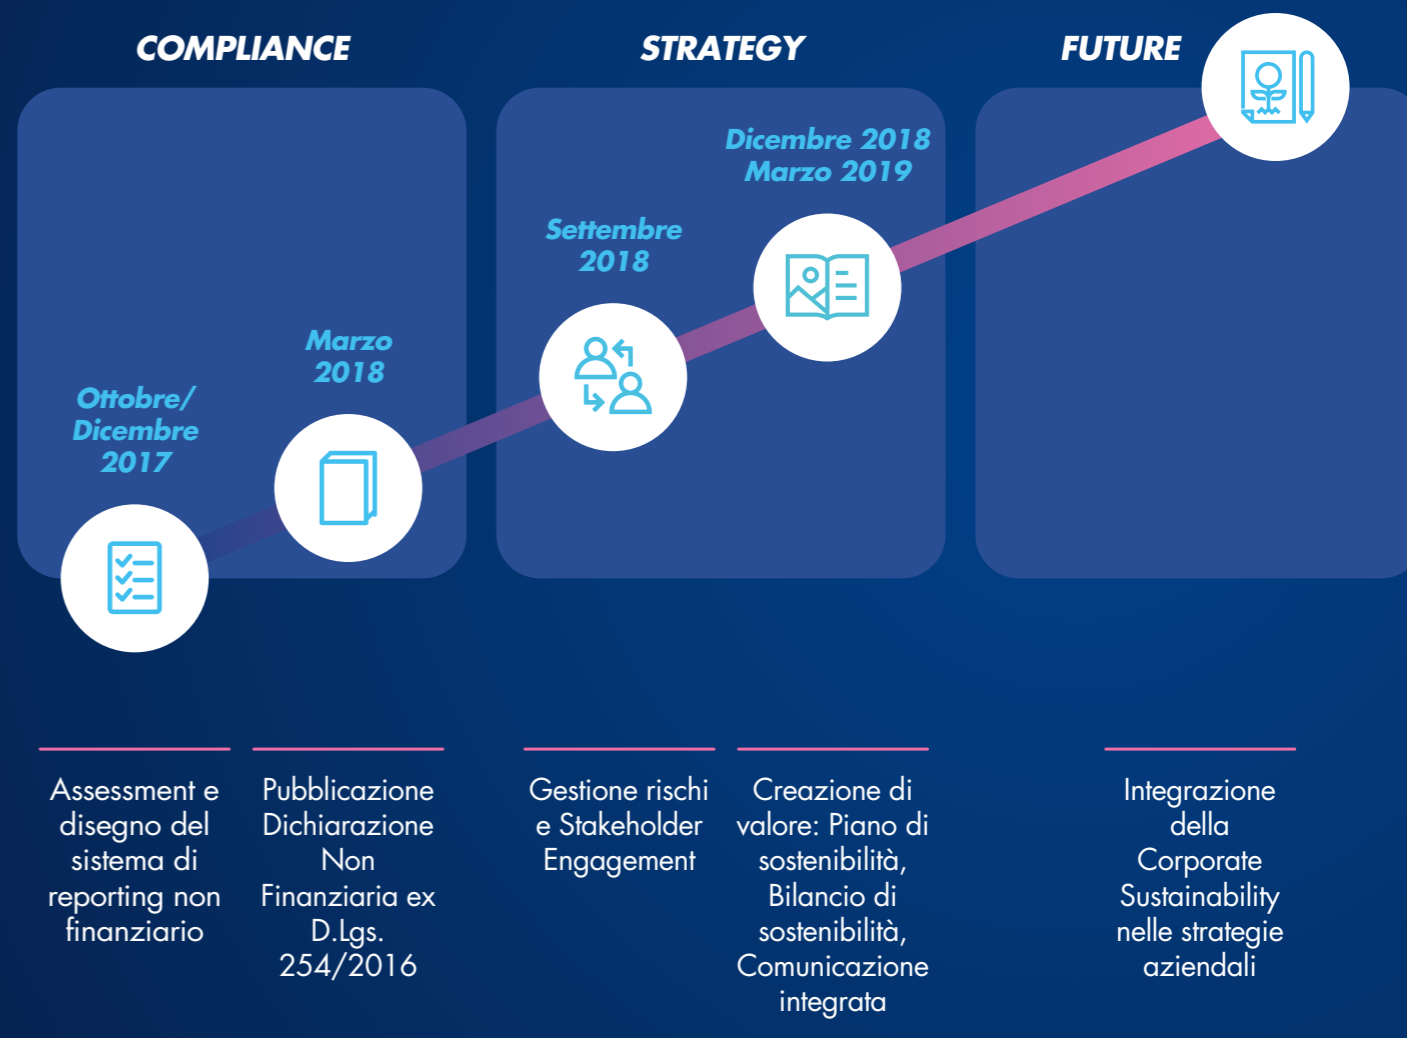 COMPLIANCE
STRATEGY
FUTURE
Dicembre 2018
Marzo 2019
Settembre
2018
Marzo
2018
Ottobre/
Dicembre
2017
Assessment e
disegno del
sistema di
reporting non
finanziario
Pubblicazione
Dichiarazione
Non
Finanziaria ex
D.Lgs.
254/2016
Gestione rischi
e Stakeholder
Engagement
Creazione di
valore: Piano di
sostenibilità,
Bilancio di
sostenibilità,
Comunicazione
integrata
Integrazione
della
Corporate
Sustainability
nelle strategie
aziendali